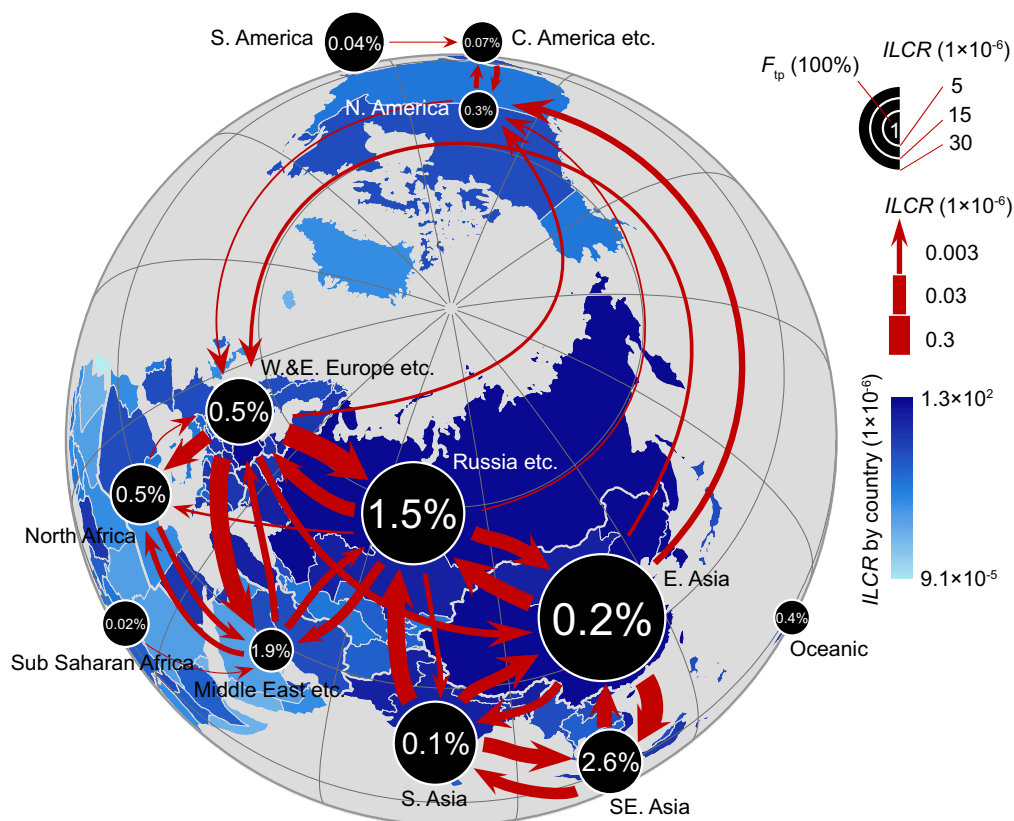 S. America
0.04%
0.07%
C. America etc.
N. America
0.3%
F_tp (100%)
ILCR (1×10⁻⁶)
1
5
15
30
ILCR (1×10⁻⁶)
0.003
0.03
0.3
ILCR by country (1×10⁻⁶)
1.3×10²
9.1×10⁻⁵
W.&E. Europe etc.
0.5%
Russia etc.
1.5%
0.5%
North Africa
E. Asia
0.2%
0.02%
Sub Saharan Africa
1.9%
Middle East etc.
0.4%
Oceanic
0.1%
S. Asia
2.6%
SE. Asia